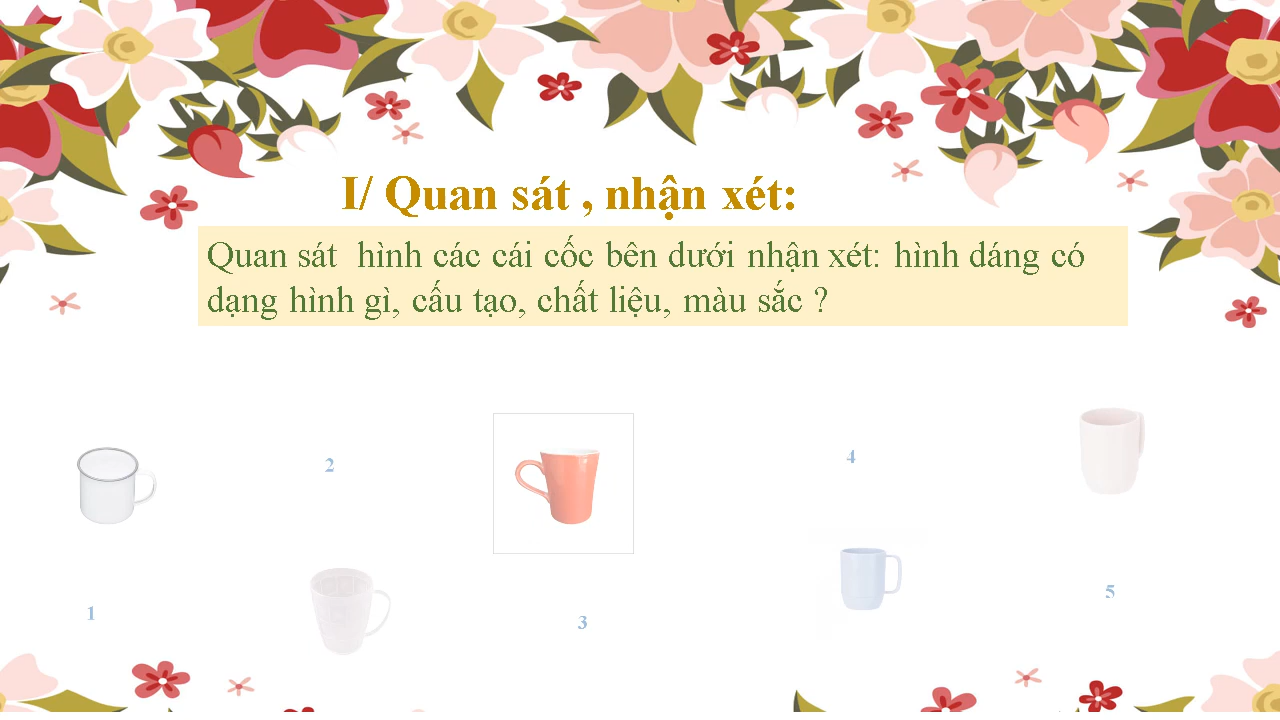 I/ Quan sát , nhận xét:
Quan sát  hình các cái cốc bên dưới nhận xét: hình dáng có
dạng hình gì, cấu tạo, chất liệu, màu sắc ?
2
4
1
3
5